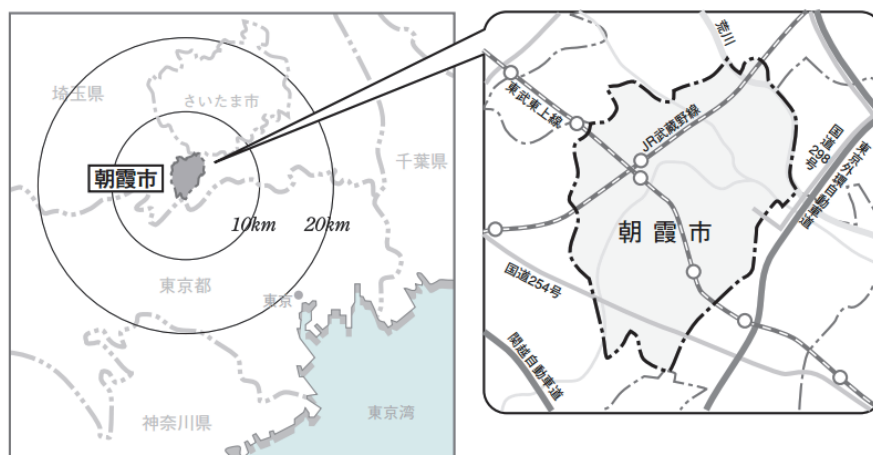 埼玉県
さいたま市
千葉県
朝霞市
10km
20km
東京都
東京
神奈川県
東京湾
荒川
東武東上線
JR武蔵野線
国道298号
東京外環自動車道
朝霞市
国道254号
関越自動車道